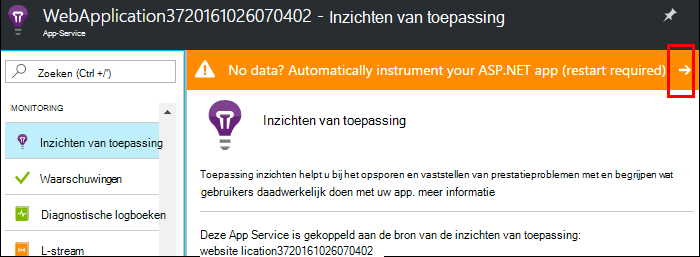 WebApplication3720161026070402 - Inzichten van toepassing
App-Service
Zoeken (Ctrl +/")
No data? Automatically instrument your ASP.NET app (restart required)
MONITORING
Inzichten van toepassing
Waarschuwingen
Diagnostische logboeken
L-stream
Inzichten van toepassing
Toepassing inzichten helpt u bij het opsporen en vaststellen van prestatieproblemen met en begrijpen wat
gebruikers daadwerkelijk doen met uw app. meer informatie
Deze App Service is gekoppeld aan de bron van de inzichten van toepassing:
website lication3720161026070402